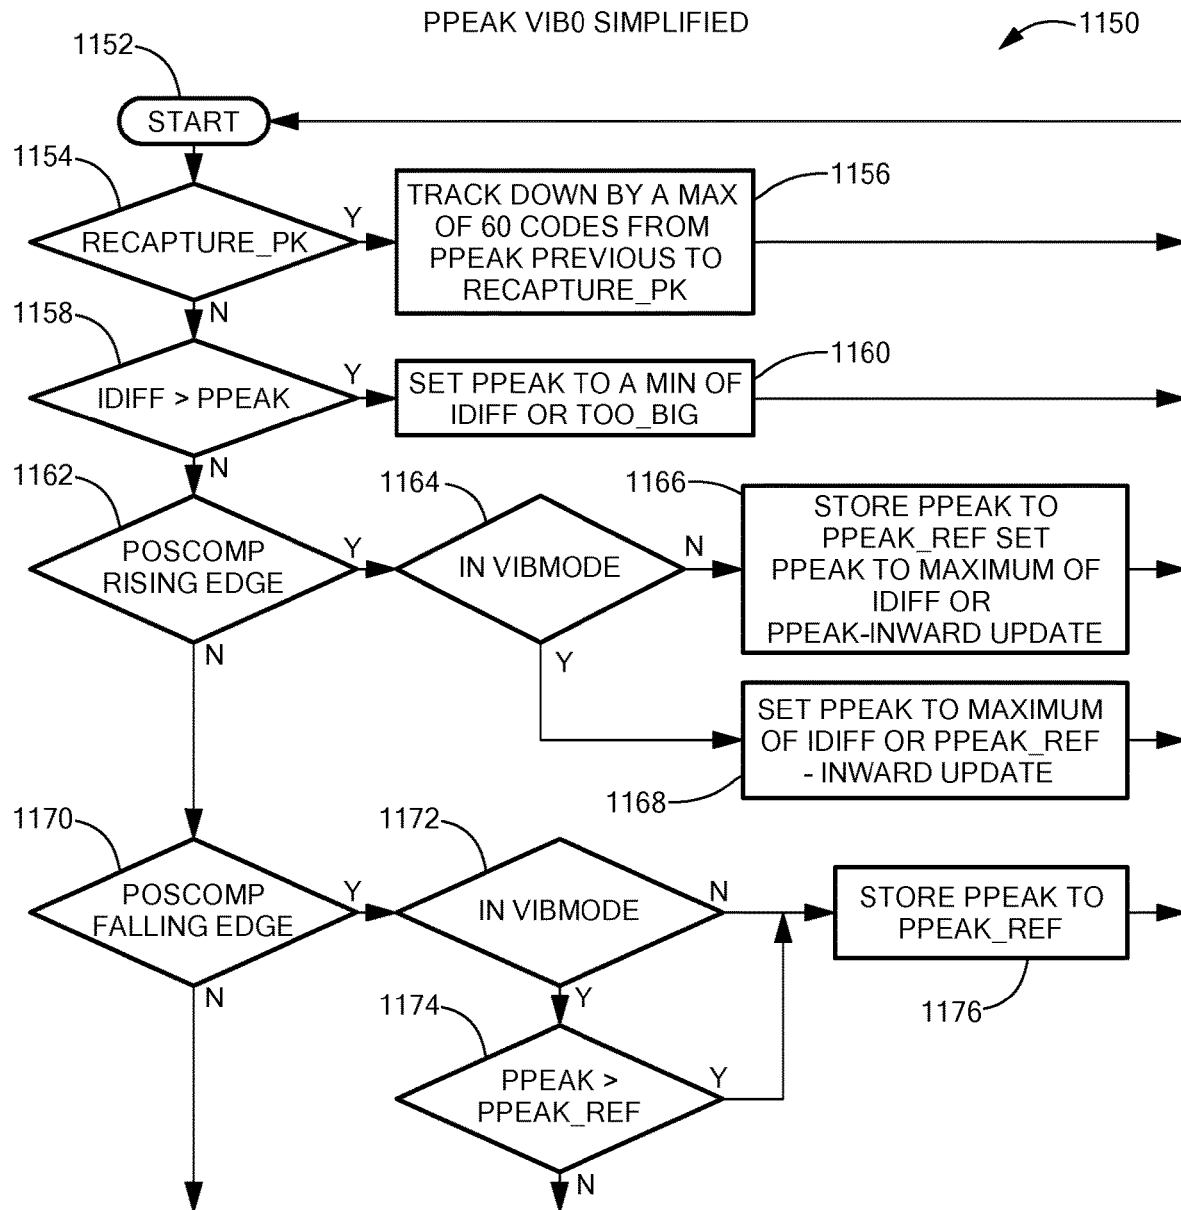 PPEAK VIB0 SIMPLIFIED
1150
1152
START
1154
RECAPTURE_PK
Y
N
TRACK DOWN BY A MAX
OF 60 CODES FROM
PPEAK PREVIOUS TO
RECAPTURE_PK
1156
1158
IDIFF > PPEAK
Y
N
SET PPEAK TO A MIN OF
IDIFF OR TOO_BIG
1160
1162
POSCOMP
RISING EDGE
Y
N
1164
IN VIBMODE
N
Y
1166
STORE PPEAK TO
PPEAK_REF SET
PPEAK TO MAXIMUM OF
IDIFF OR
PPEAK-INWARD UPDATE
SET PPEAK TO MAXIMUM
OF IDIFF OR PPEAK_REF
- INWARD UPDATE
1168
1170
POSCOMP
FALLING EDGE
Y
N
1172
IN VIBMODE
N
Y
STORE PPEAK TO
PPEAK_REF
1176
1174
PPEAK >
PPEAK_REF
Y
N